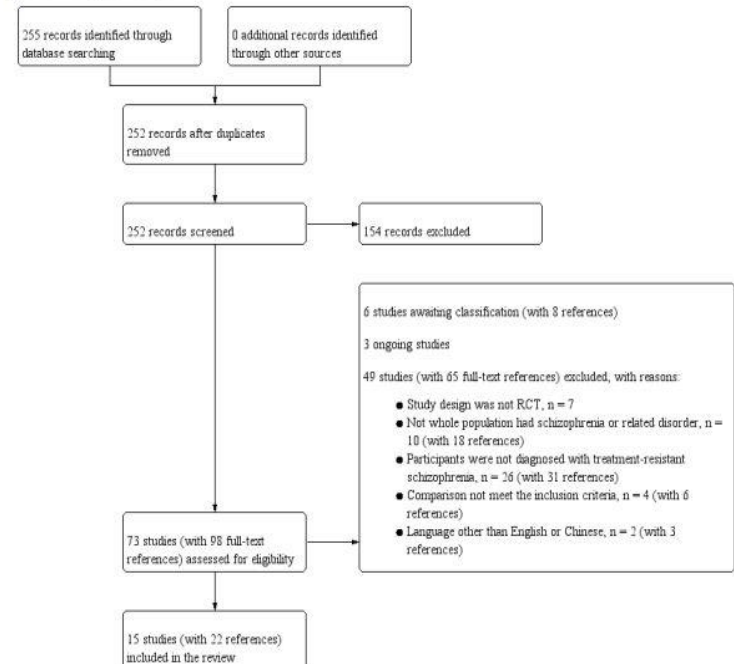 255 records identified through
database searching
0 additional records identified
through other sources
252 records after duplicates
removed
252 records screened
154 records excluded
6 studies awaiting classification (with 8 references)
3 ongoing studies
49 studies (with 65 full-text references) excluded, with reasons:
● Study design was not RCT, n = 7
● Not whole population had schizophrenia or related disorder, n =
10 (with 18 references)
● Participants were not diagnosed with treatment-resistant
schizophrenia, n = 26 (with 31 references)
● Comparison not meet the inclusion criteria, n = 4 (with 6
references)
● Language other than English or Chinese, n = 2 (with 3
references)
73 studies (with 98 full-text
references) assessed for eligibility
15 studies (with 22 references)
included in the review